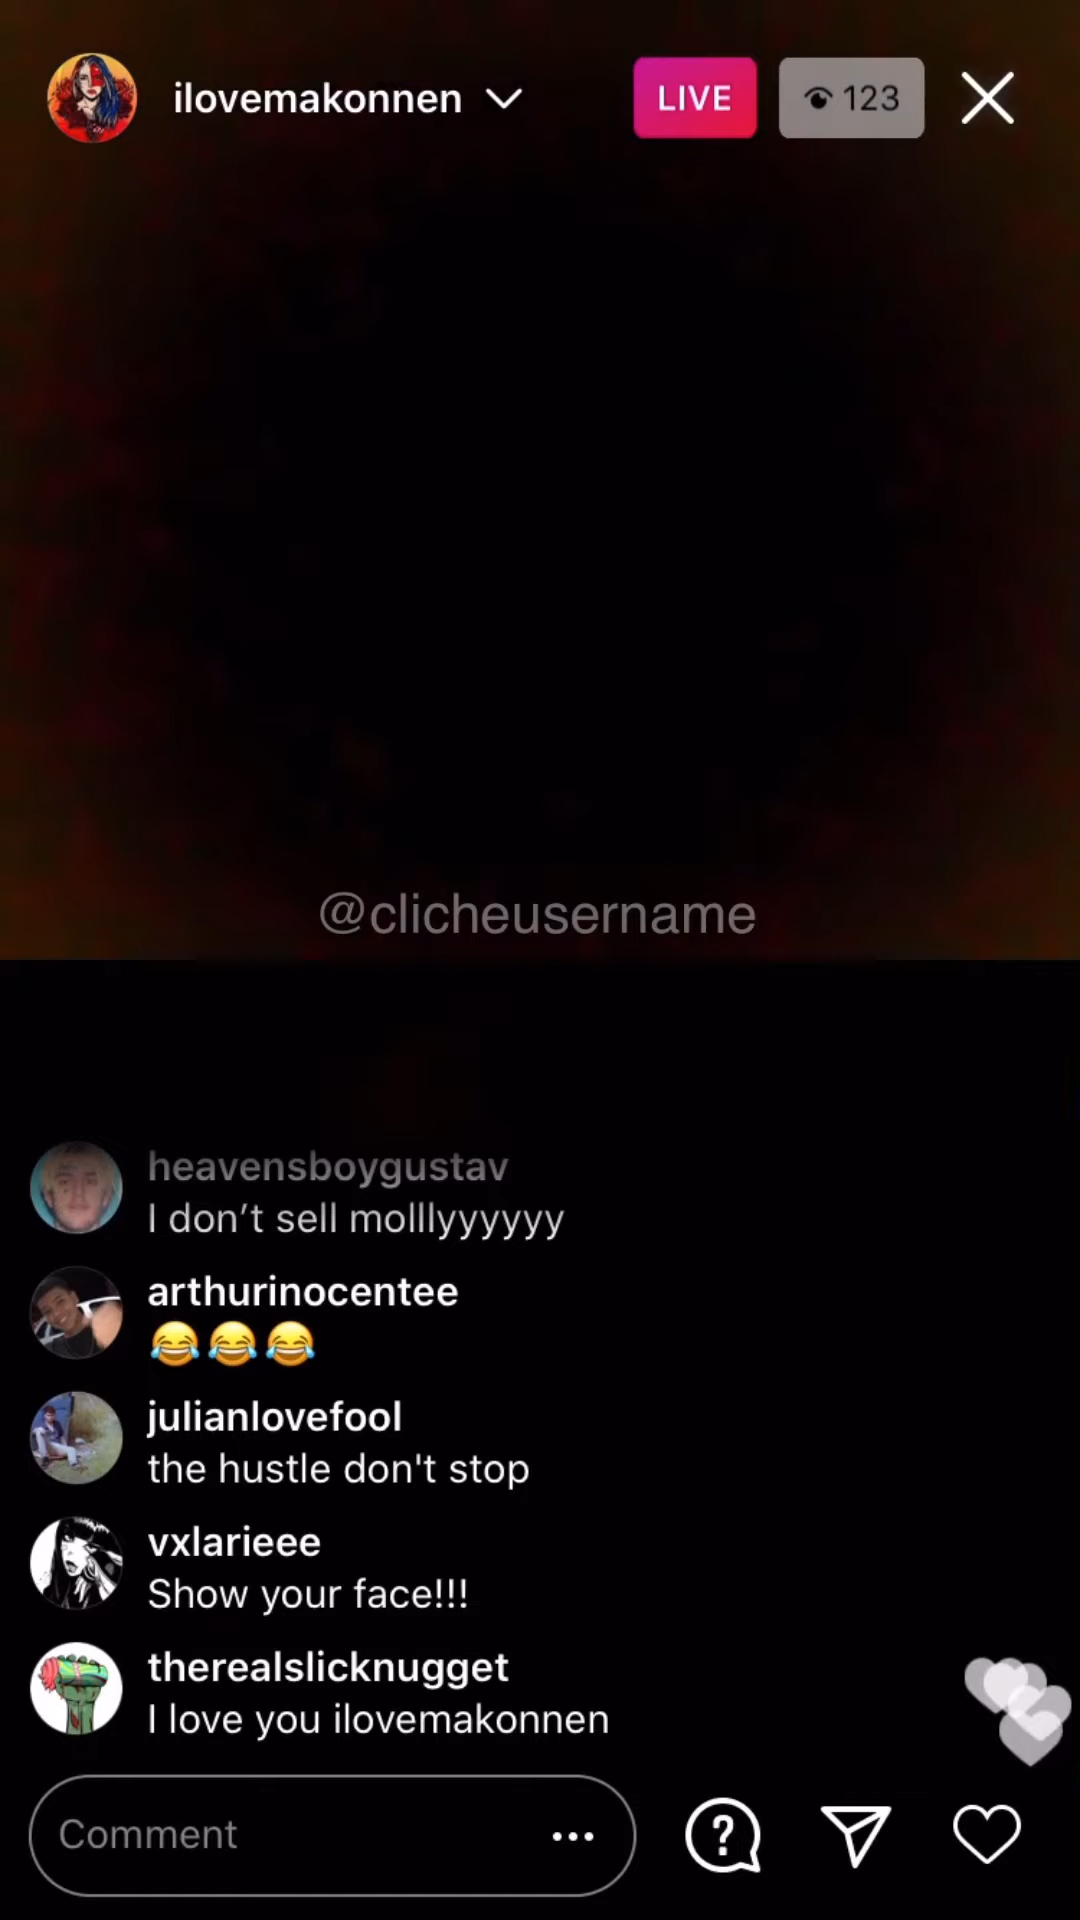 ilovemakonnen
LIVE
123
@clicheusername
heavensboygustav
I don’t sell molllyyyyyy
arthurinocentee
😂😂😂
julianlovefool
the hustle don't stop
vxlarieee
Show your face!!!
therealslicknugget
I love you ilovemakonnen
Comment